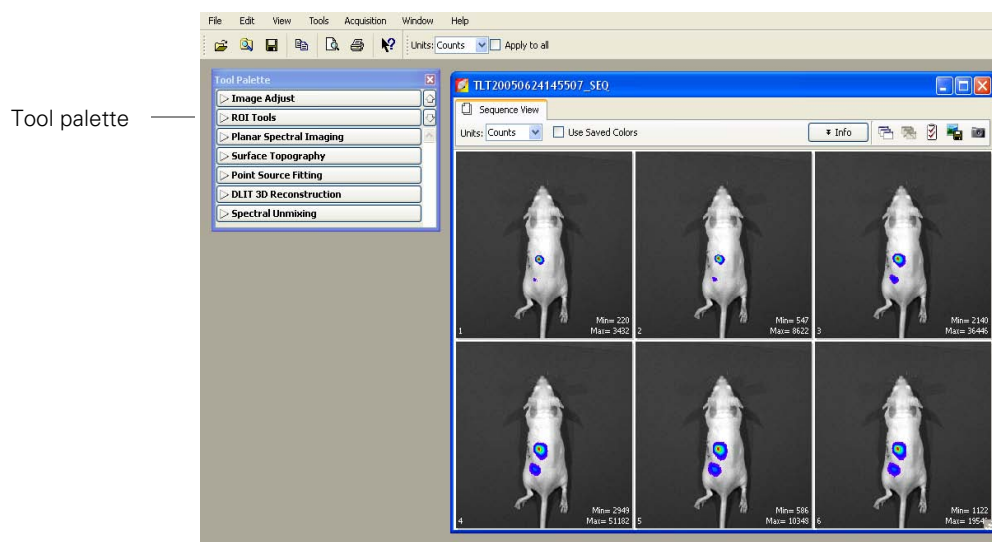 File Edit View Tools Acquisition Window Help
Units: Counts Apply to all
Tool palette
Tool Palette
Image Adjust
ROI Tools
Planar Spectral Imaging
Surface Topography
Point Source Fitting
DLIT 3D Reconstruction
Spectral Unmixing
TLT20050624145507_SEQ
Sequence View
Units: Counts Use Saved Colors Info
Min= 220
1 Max= 3432
Min= 547
2 Max= 8622
Min= 2140
3 Max= 36446
Min= 2949
4 Max= 51182
Min= 586
5 Max= 10348
Min= 1122
6 Max=